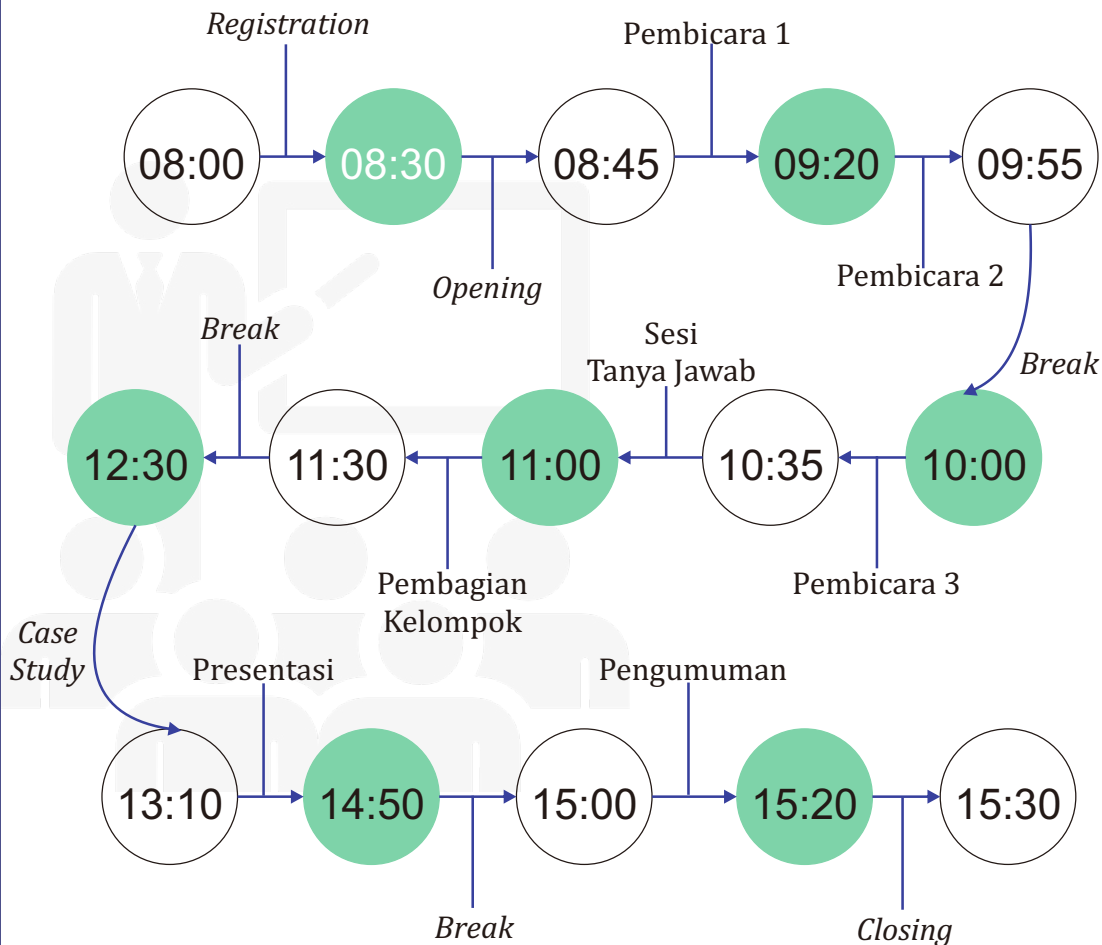 Registration
Pembicara 1
08:00
08:30
08:45
09:20
09:55
Opening
Pembicara 2
Break
Sesi
Tanya Jawab
Break
12:30
11:30
11:00
10:35
10:00
Pembagian
Kelompok
Pembicara 3
Case
Study
Presentasi
Pengumuman
13:10
14:50
15:00
15:20
15:30
Break
Closing